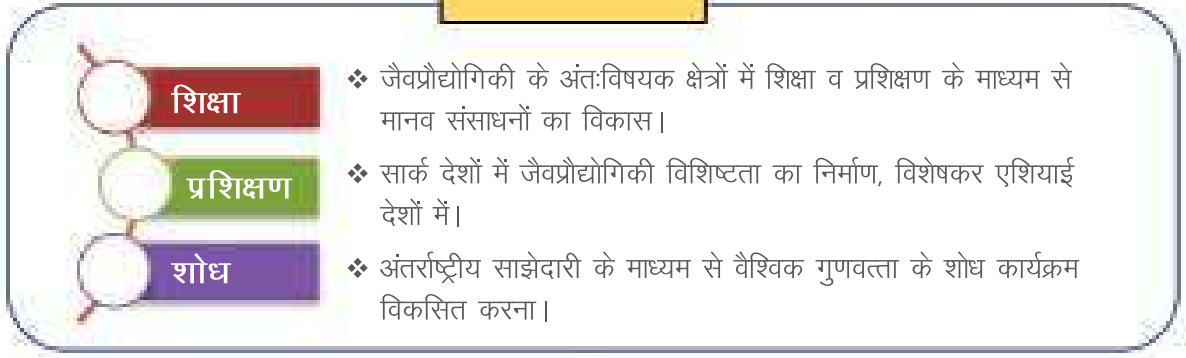 शिक्षा
❖ जैवप्रौद्योगिकी के अंतःविषयक क्षेत्रों में शिक्षा व प्रशिक्षण के माध्यम से
मानव संसाधनों का विकास।
प्रशिक्षण
❖ सार्क देशों में जैवप्रौद्योगिकी विशिष्टता का निर्माण, विशेषकर एशियाई
देशों में।
शोध
❖ अंतर्राष्ट्रीय साझेदारी के माध्यम से वैश्विक गुणवत्ता के शोध कार्यक्रम
विकसित करना।